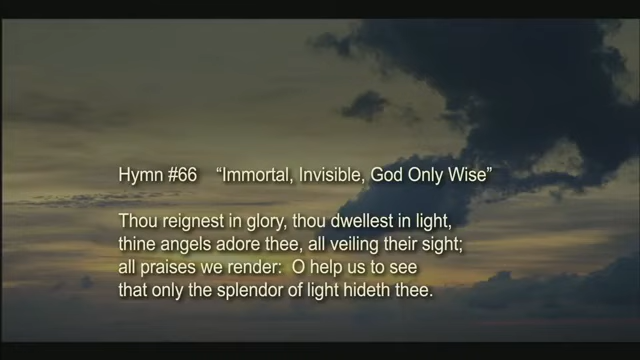 Hymn #66 “Immortal, Invisible, God Only Wise”
Thou reignest in glory, thou dwellest in light,
thine angels adore thee, all veiling their sight;
all praises we render: O help us to see
that only the splendor of light hideth thee.